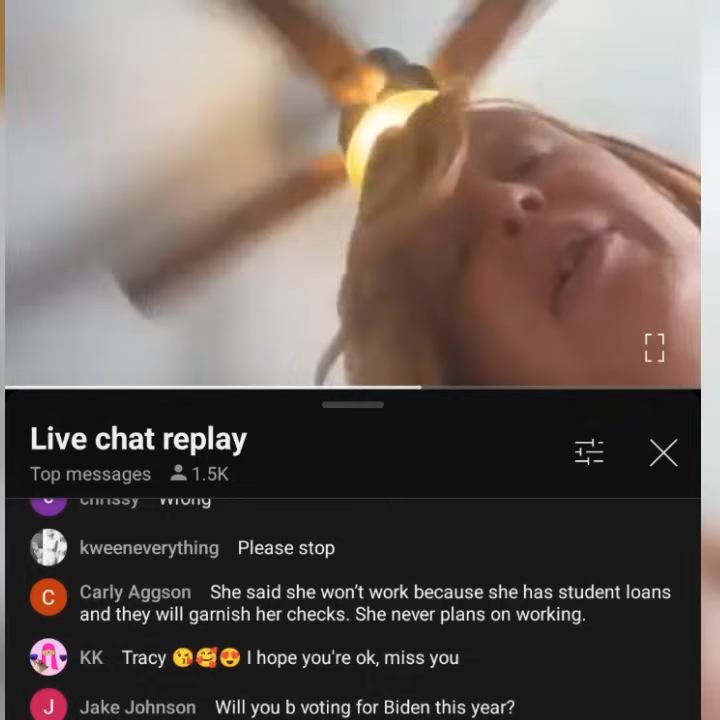 Live chat replay
Top messages 1.5K
chrissy Wrong
kweeneverything Please stop
C Carly Aggson She said she won't work because she has student loans
and they will garnish her checks. She never plans on working.
KK Tracy 😘🥰😍 I hope you're ok, miss you
J Jake Johnson Will you b voting for Biden this year?